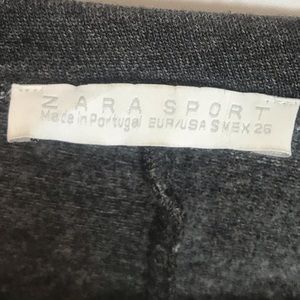 ZARA SPORT
Made in Portugal EUR/USA S MEX 26